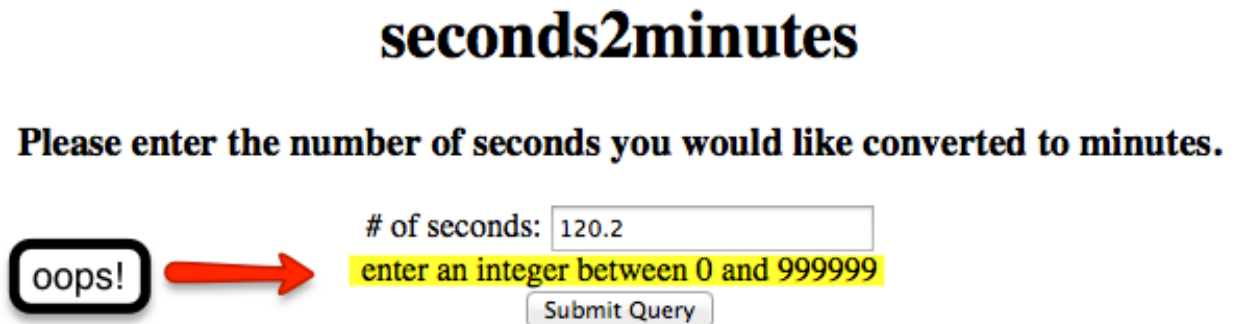 seconds2minutes
Please enter the number of seconds you would like converted to minutes.
# of seconds: 120.2
oops!
enter an integer between 0 and 999999
Submit Query